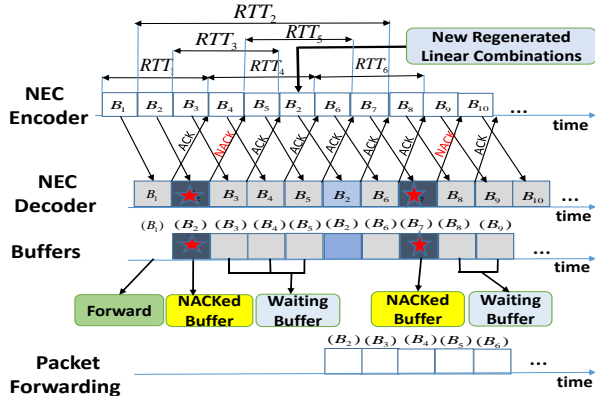 RTT2
RTT3
RTT5
New Regenerated
Linear Combinations
RTT
RTT4
RTT6
NEC
Encoder
B1 B2 B3 B4 B5 B2 B6 B7 B8 B9 B10 ...
time
ACK NACK ACK ACK ACK ACK ACK NACK ACK
NEC
Decoder
B1 B3 B4 B5 B2 B6 7 B8 B9 B10 ...
time
(B1) (B2) (B3) (B4) (B5) (B2) (B6) (B7) (B8) (B9)
Buffers
time
Forward
NACKed
Buffer
Waiting
Buffer
NACKed
Buffer
Waiting
Buffer
(B2) (B3) (B4) (B5) (B6)
Packet
Forwarding
...
time